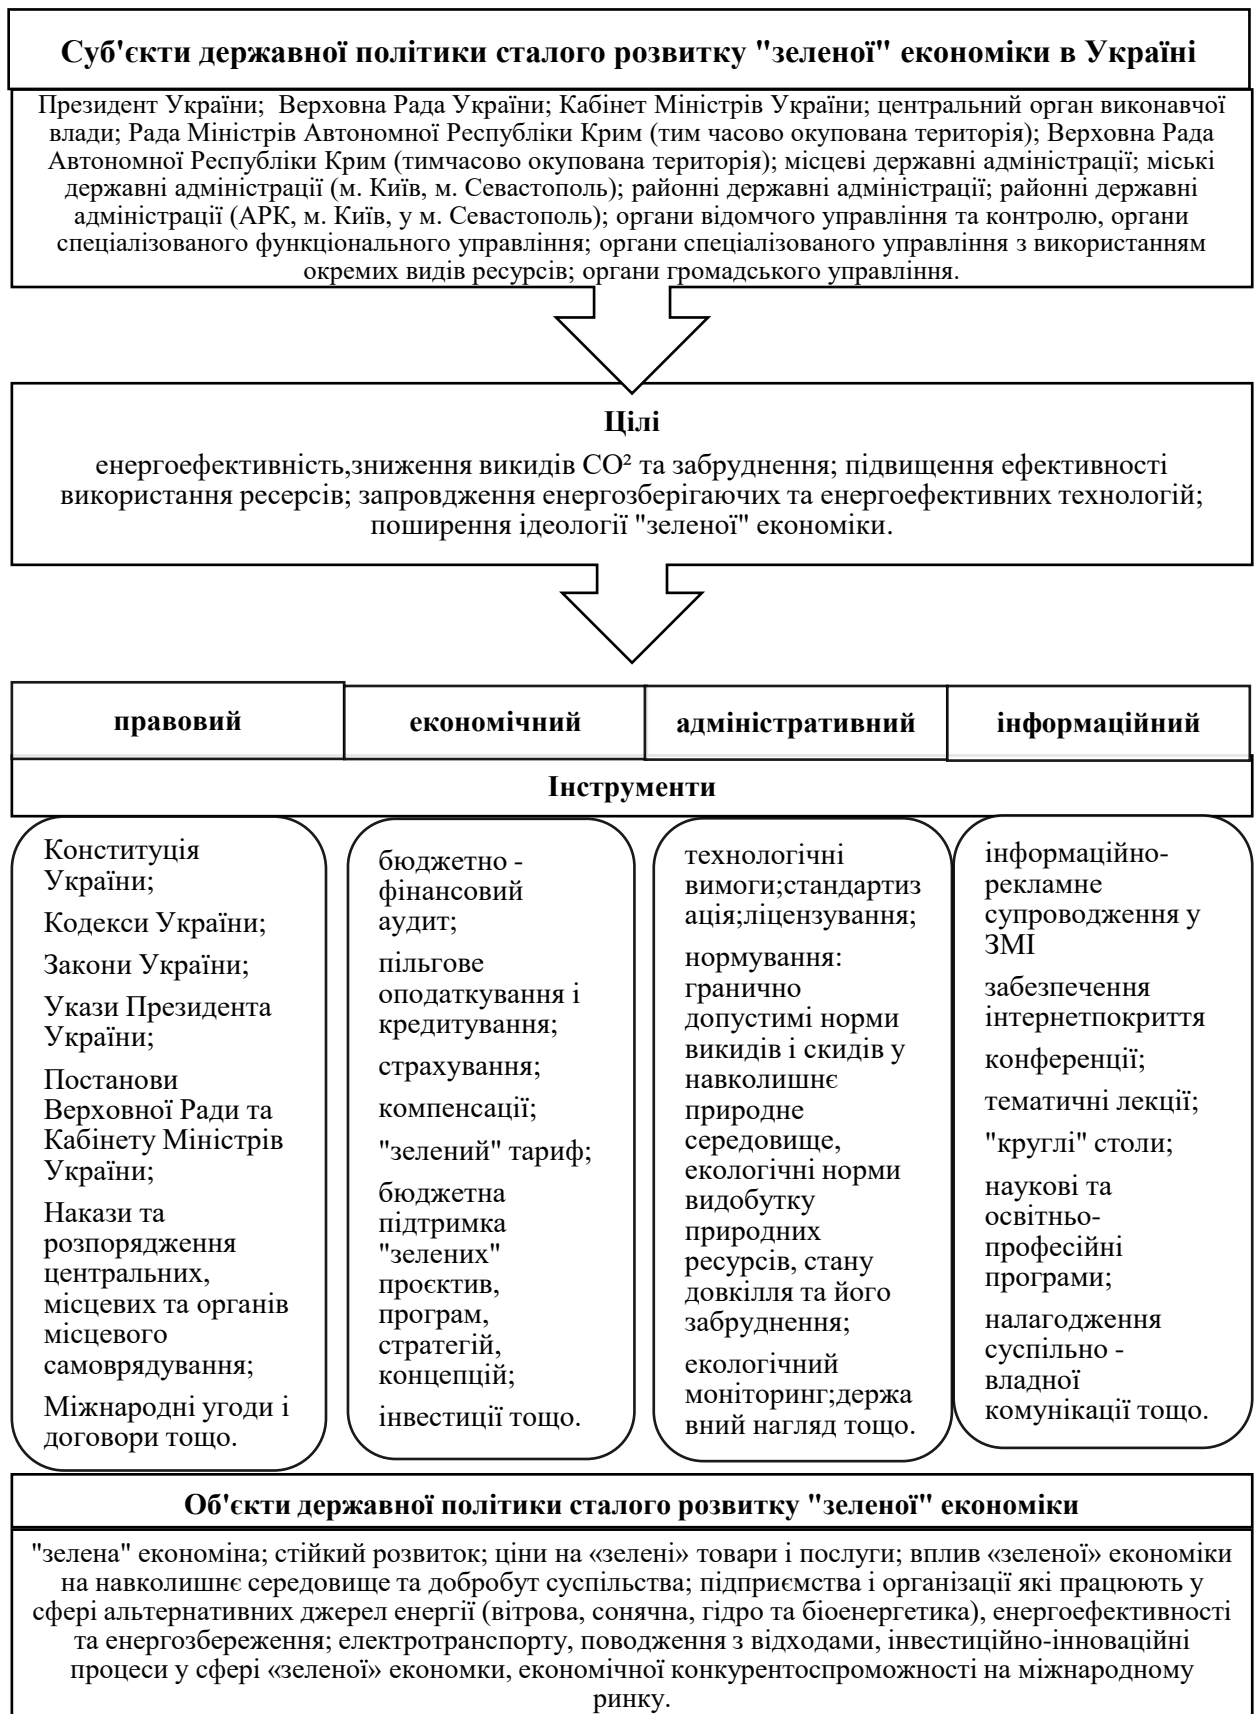 Суб'єкти державної політики сталого розвитку "зеленої" економіки в Україні
Президент України;  Верховна Рада України; Кабінет Міністрів України; центральний орган виконавчої
влади; Рада Міністрів Автономної Республіки Крим (тим часово окупована територія); Верховна Рада
Автономної Республіки Крим (тимчасово окупована територія); місцеві державні адміністрації; міські
державні адміністрації (м. Київ, м. Севастополь); районні державні адміністрації; районні державні
адміністрації (АРК, м. Київ, у м. Севастополь); органи відомчого управління та контролю, органи
спеціалізованого функціонального управління; органи спеціалізованого управління з використанням
окремих видів ресурсів; органи громадського управління.
Цілі
енергоефективність,зниження викидів СО² та забруднення; підвищення ефективності
використання ресерсів; запровдження енергозберігаючих та енергоефективних технологій;
поширення ідеології "зеленої" економіки.
правовий
економічний
адміністративний
інформаційний
Інструменти
Конституція
України;
Кодекси України;
Закони України;
Укази Президента
України;
Постанови
Верховної Ради та
Кабінету Міністрів
України;
Накази та
розпорядження
центральних,
місцевих та органів
місцевого
самоврядування;
Міжнародні угоди і
договори тощо.
бюджетно -
фінансовий
аудит;
пільгове
оподаткування і
кредитування;
страхування;
компенсації;
"зелений" тариф;
бюджетна
підтримка
"зелених"
проєктив,
програм,
стратегій,
концепцій;
інвестиції тощо.
технологічні
вимоги;стандартиз
ація;ліцензування;
нормування:
гранично
допустимі норми
викидів і скидів у
навколишнє
природне
середовище,
екологічні норми
видобутку
природних
ресурсів, стану
довкілля та його
забруднення;
екологічний
моніторинг;держа
вний нагляд тощо.
інформаційно-
рекламне
супроводження у
ЗМІ
забезпечення
інтернетпокриття
конференції;
тематичні лекції;
"круглі" столи;
наукові та
освітньо-
професійні
програми;
налагодження
суспільно -
владної
комунікації тощо.
Об'єкти державної політики сталого розвитку "зеленої" економіки
"зелена" економіна; стійкий розвиток; ціни на «зелені» товари і послуги; вплив «зеленої» економіки
на навколишнє середовище та добробут суспільства; підприємства і організації які працюють у
сфері альтернативних джерел енергії (вітрова, сонячна, гідро та біоенергетика), енергоефективності
та енергозбереження; електротранспорту, поводження з відходами, інвестиційно-інноваційні
процеси у сфері «зеленої» економки, економічної конкурентоспроможності на міжнародному
ринку.